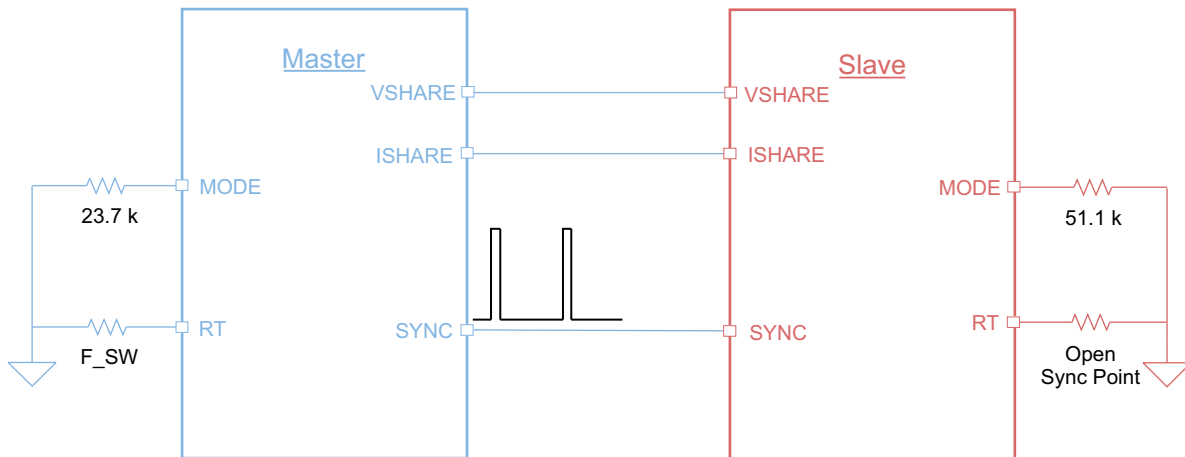 Master
Slave
VSHARE
VSHARE
ISHARE
ISHARE
MODE
MODE
23.7 k
51.1 k
RT
SYNC
SYNC
RT
F_SW
Open
Sync Point